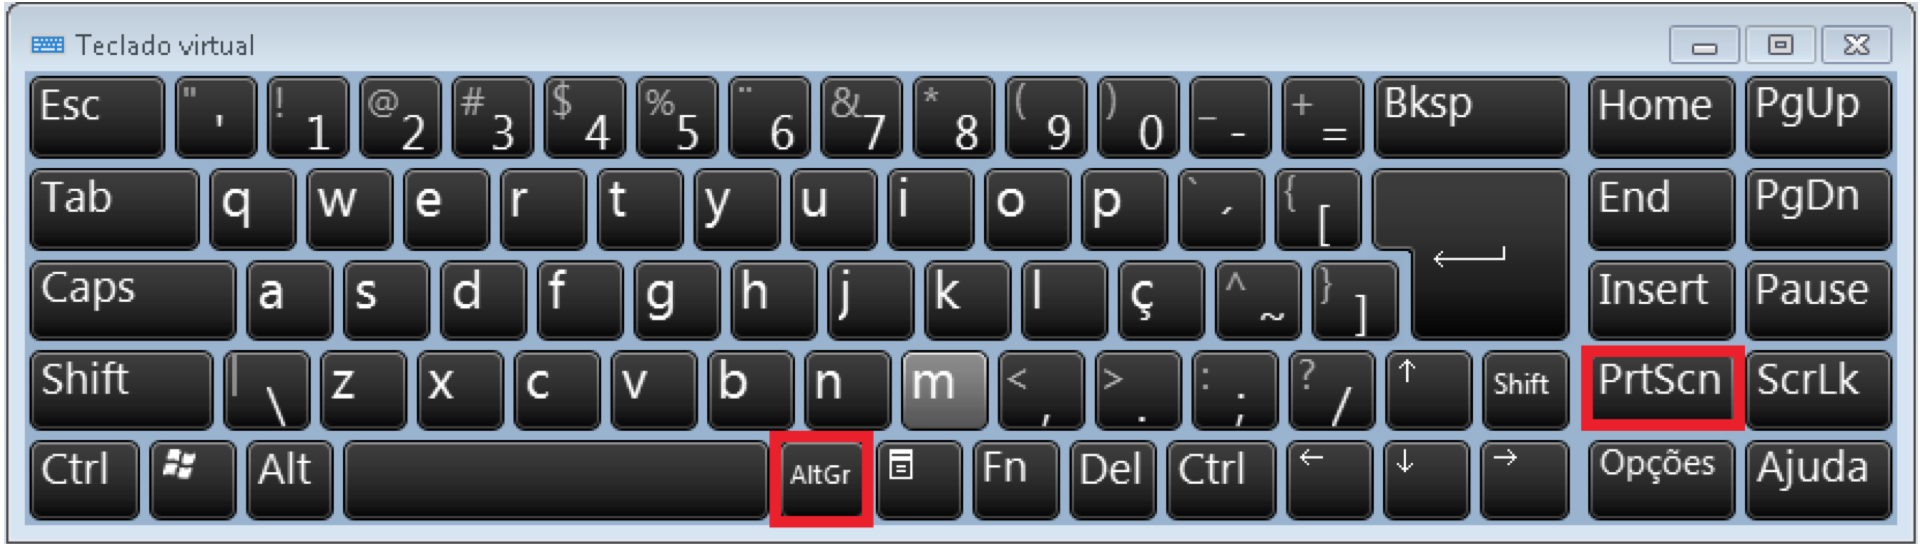 Teclado virtual
Esc " ' ! 1 @ 2 # 3 $ 4 % 5 ¨ 6 & 7 * 8 ( 9 ) 0 _ - + = Bksp Home PgUp
Tab q w e r t y u i o p ` ´ { [ End PgDn
Caps a s d f g h j k l ç ^ ~ } ] ← Insert Pause
Shift | \ z x c v b n m < , > . : ; ? / ↑ Shift PrtScn ScrLk
Ctrl Alt AltGr Fn Del Ctrl ← ↓ → Opções Ajuda